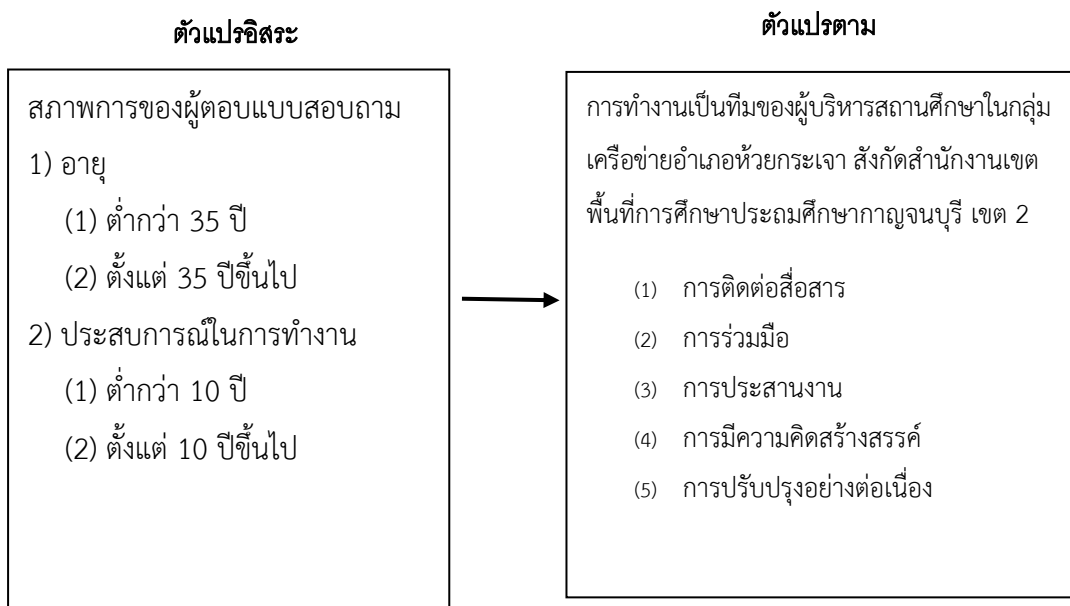 ตัวแปรอิสระ
สภาพการของผู้ตอบแบบสอบถาม
1) อายุ
(1) ต่ำกว่า 35 ปี
(2) ตั้งแต่ 35 ปีขึ้นไป
2) ประสบการณ์ในการทำงาน
(1) ต่ำกว่า 10 ปี
(2) ตั้งแต่ 10 ปีขึ้นไป
ตัวแปรตาม
การทำงานเป็นทีมของผู้บริหารสถานศึกษาในกลุ่ม
เครือข่ายอำเภอห้วยกระเจา สังกัดสำนักงานเขต
พื้นที่การศึกษาประถมศึกษากาญจนบุรี เขต 2
(1) การติดต่อสื่อสาร
(2) การร่วมมือ
(3) การประสานงาน
(4) การมีความคิดสร้างสรรค์
(5) การปรับปรุงอย่างต่อเนื่อง